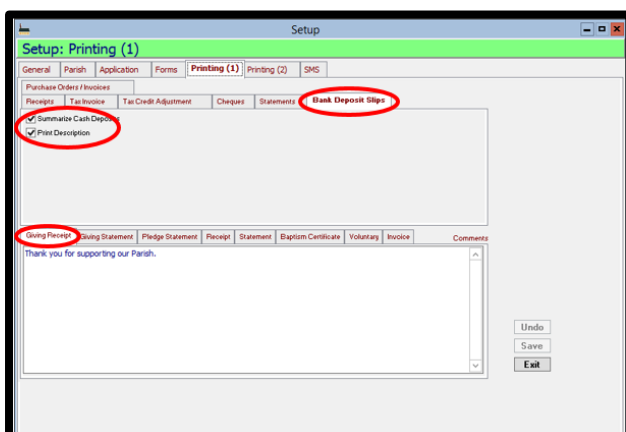 Setup
Setup: Printing (1)
General Parish Application Forms Printing (1) Printing (2) SMS
Purchase Orders / Invoices
Receipts Tax Invoice Tax Credit Adjustment Cheques Statements Bank Deposit Slips
Summarize Cash Deposits
Print Description
Giving Receipt Giving Statement Pledge Statement Receipt Statement Baptism Certificate Voluntary Invoice Comments
Thank you for supporting our Parish.
Undo
Save
Exit